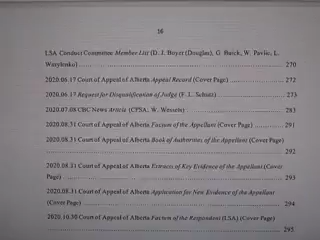 16
LSA Conduct Committee Member List (D. J. Boyer (Douglas), G. Buick, W. Pavlic, L.
Wasylenko) ........ 270
2020.06.17 Court of Appeal of Alberta Appeal Record (Cover Page) ........ 272
2020.06.17 Request for Disqualification of Judge (F. L. Schutz) ........ 273
2020.07.08 CBC News Article (CPSA; W. Weston) ........ 283
2020.08.31 Court of Appeal of Alberta Factum of the Appellant (Cover Page) ........ 291
2020.08.31 Court of Appeal of Alberta Book of Authorities of the Appellant (Cover Page)
........ 292
2020.08.31 Court of Appeal of Alberta Extracts of Key Evidence of the Appellant (Cover
Page) ........ 293
2020.08.31 Court of Appeal of Alberta Application for New Evidence of the Appellant
(Cover Page) ........ 294
2020.10.30 Court of Appeal of Alberta Factum of the Respondent (LSA) (Cover Page)
........ 295